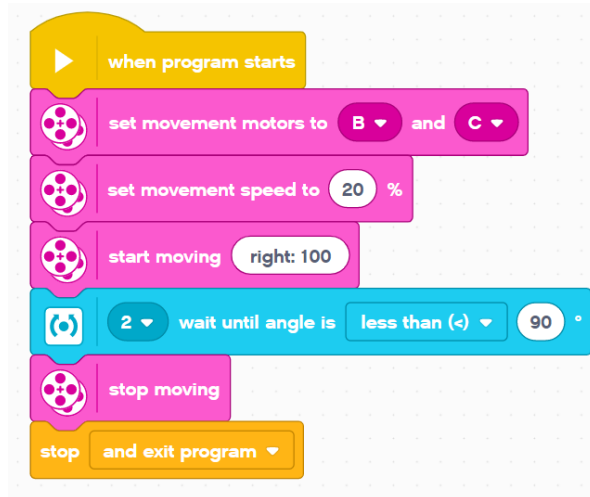 when program starts
set movement motors to B and C
set movement speed to 20 %
start moving right: 100
2 wait until angle is less than (<) 90 °
stop moving
stop and exit program